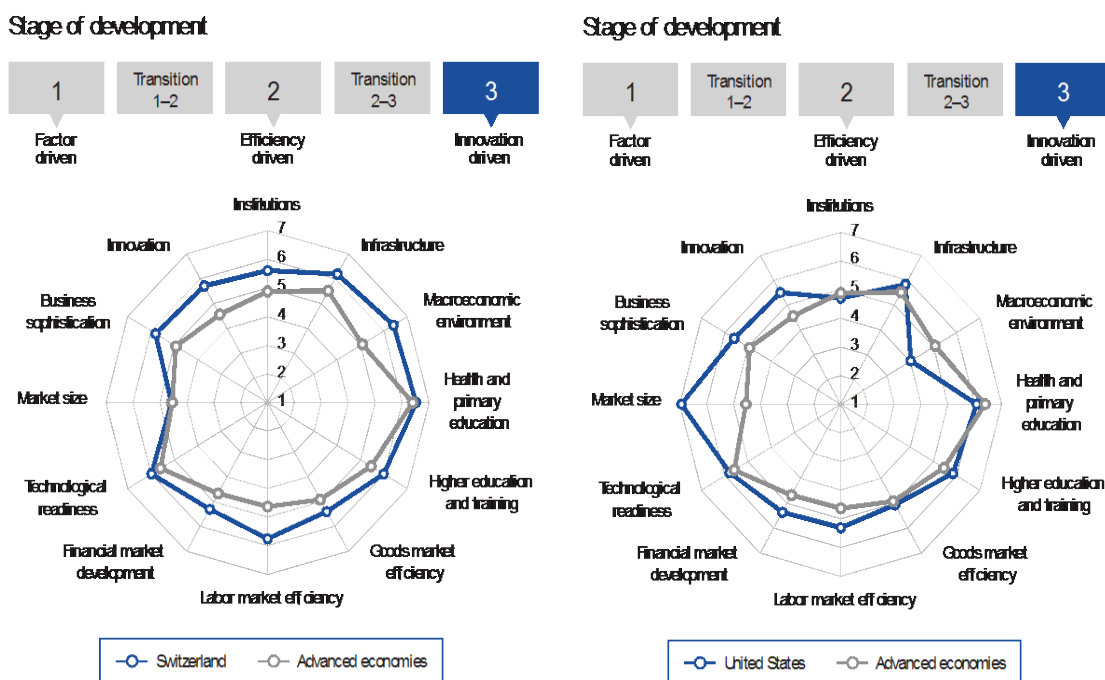 Stage of development
1
Transition
1–2
2
Transition
2–3
3
Factor
driven
Efficiency
driven
Innovation
driven
Institutions
Infrastructure
Macroeconomic
environment
Health and
primary
education
Higher education
and training
Goods market
efficiency
Labor market efficiency
Financial market
development
Technological
readiness
Market size
Business
sophistication
Innovation
7
6
5
4
3
2
1
Switzerland
Advanced economies
Stage of development
1
Transition
1–2
2
Transition
2–3
3
Factor
driven
Efficiency
driven
Innovation
driven
Institutions
Infrastructure
Macroeconomic
environment
Health and
primary
education
Higher education
and training
Goods market
efficiency
Labor market efficiency
Financial market
development
Technological
readiness
Market size
Business
sophistication
Innovation
7
6
5
4
3
2
1
United States
Advanced economies